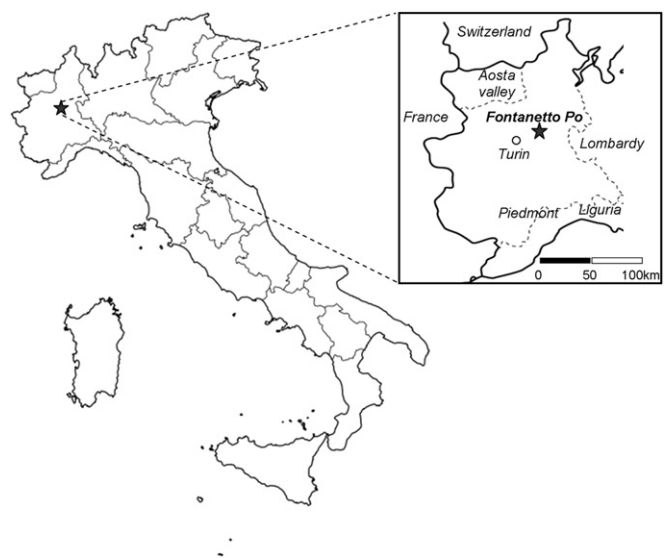 Switzerland
Aosta
valley
France
Fontanetto Po
Turin
Lombardy
Piedmont
Liguria
0 50 100km